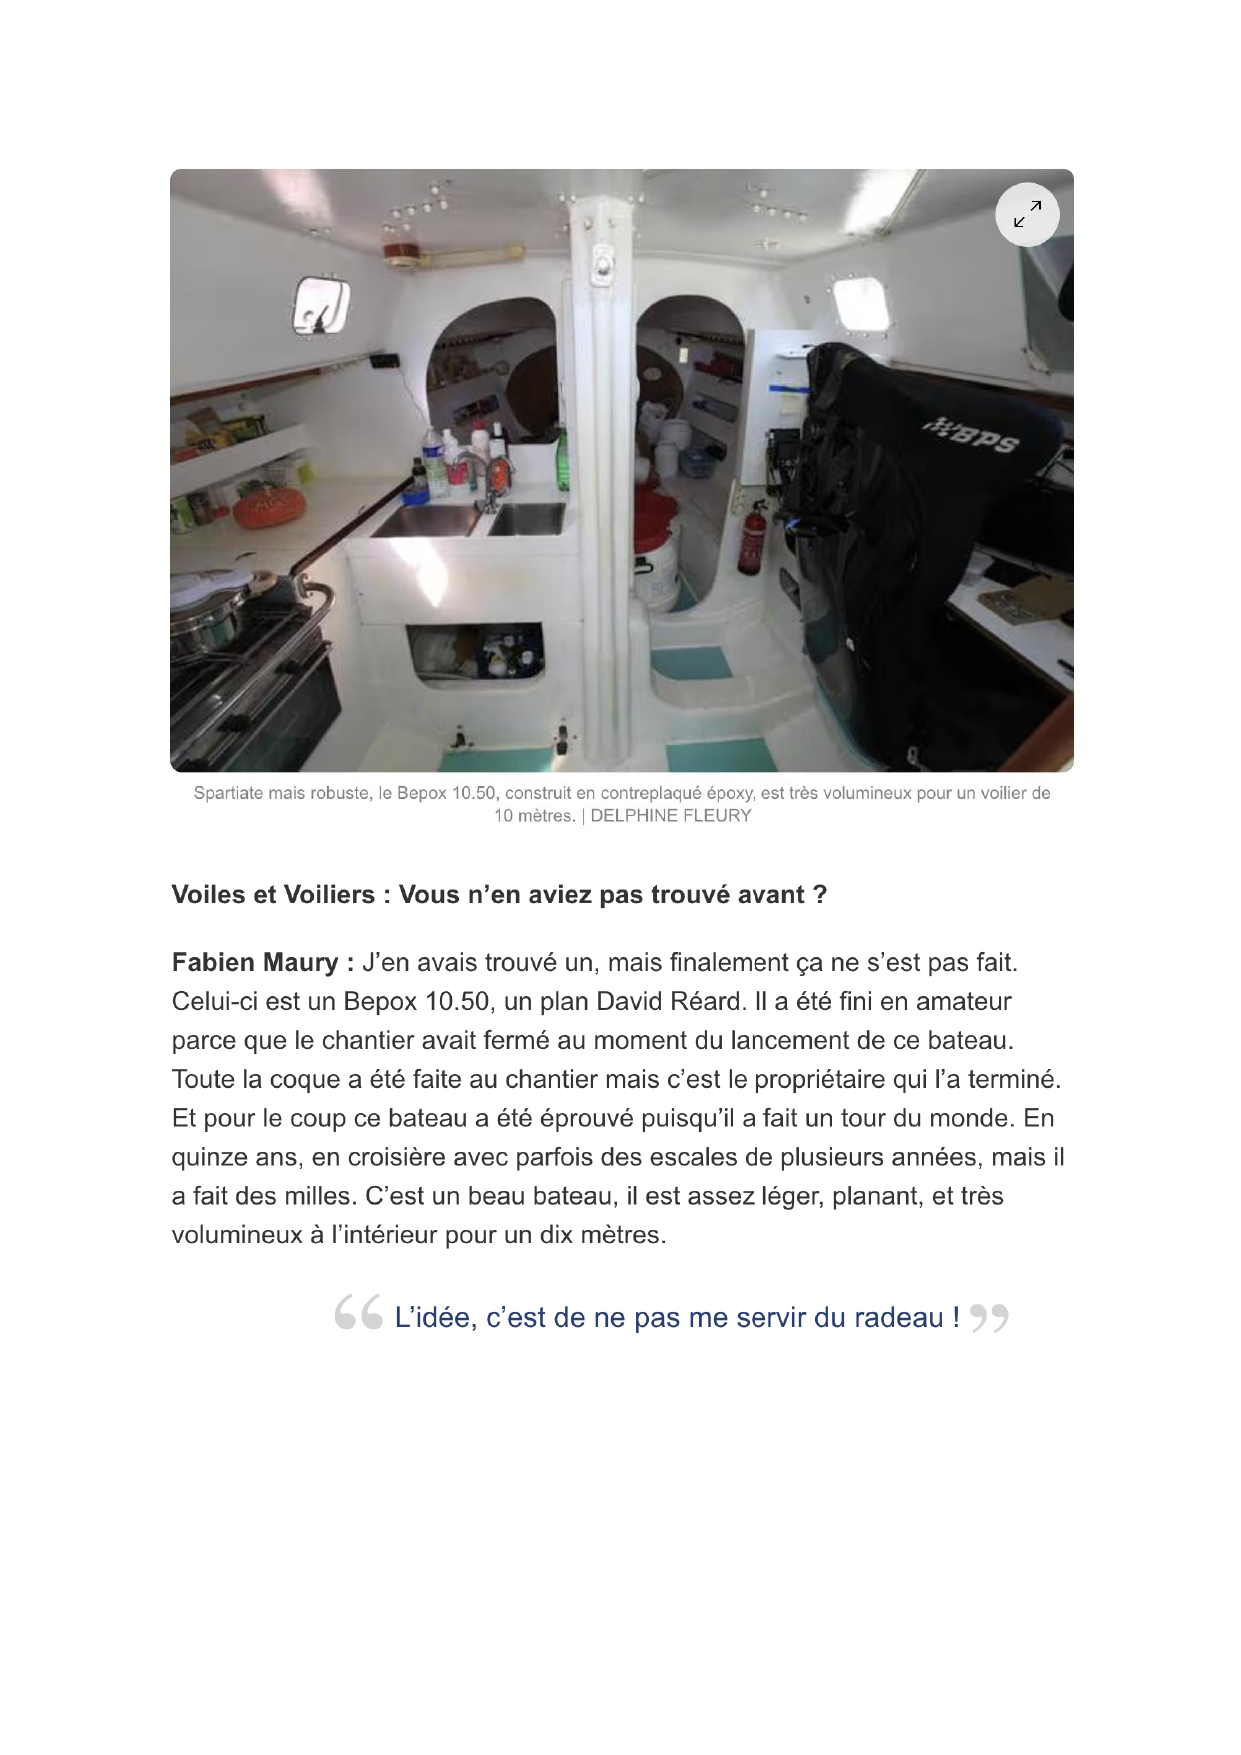 BPS
Spartiate mais robuste, le Bepox 10.50, construit en contreplaqué époxy, est très volumineux pour un voilier de
10 mètres. | DELPHINE FLEURY
Voiles et Voiliers : Vous n’en aviez pas trouvé avant ?
Fabien Maury : J’en avais trouvé un, mais finalement ça ne s’est pas fait.
Celui-ci est un Bepox 10.50, un plan David Réard. Il a été fini en amateur
parce que le chantier avait fermé au moment du lancement de ce bateau.
Toute la coque a été faite au chantier mais c’est le propriétaire qui l’a terminé.
Et pour le coup ce bateau a été éprouvé puisqu’il a fait un tour du monde. En
quinze ans, en croisière avec parfois des escales de plusieurs années, mais il
a fait des milles. C’est un beau bateau, il est assez léger, planant, et très
volumineux à l’intérieur pour un dix mètres.
“ L’idée, c’est de ne pas me servir du radeau ! ”